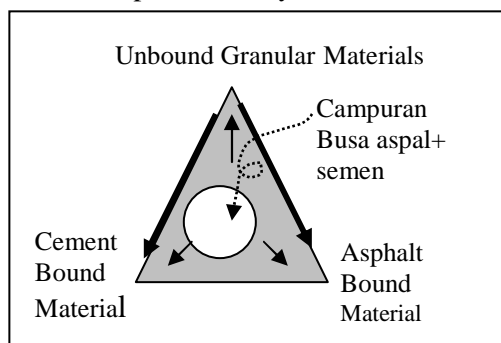 Unbound Granular Materials
Campuran
Busa aspal+
semen
Cement
Bound
Material
Asphalt
Bound
Material